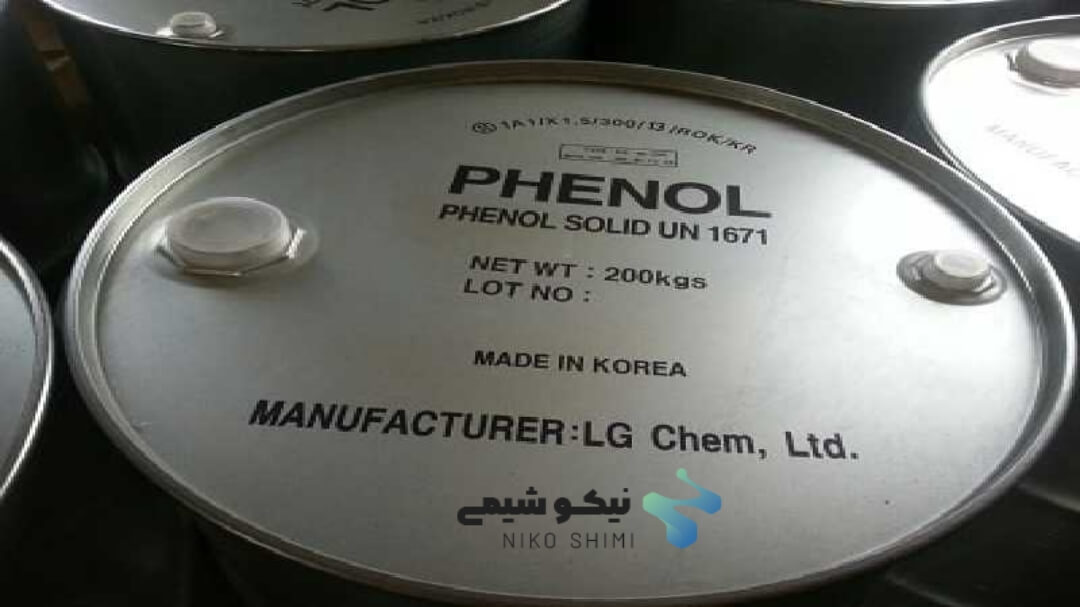 1A1/X1.5/300/13/ROK/KR
PHENOL
PHENOL SOLID UN 1671
NET WT : 200kgs
LOT NO :
MADE IN KOREA
MANUFACTURER:LG Chem, Ltd.
نیکو شیمی
NIKO SHIMI
MANUFAC